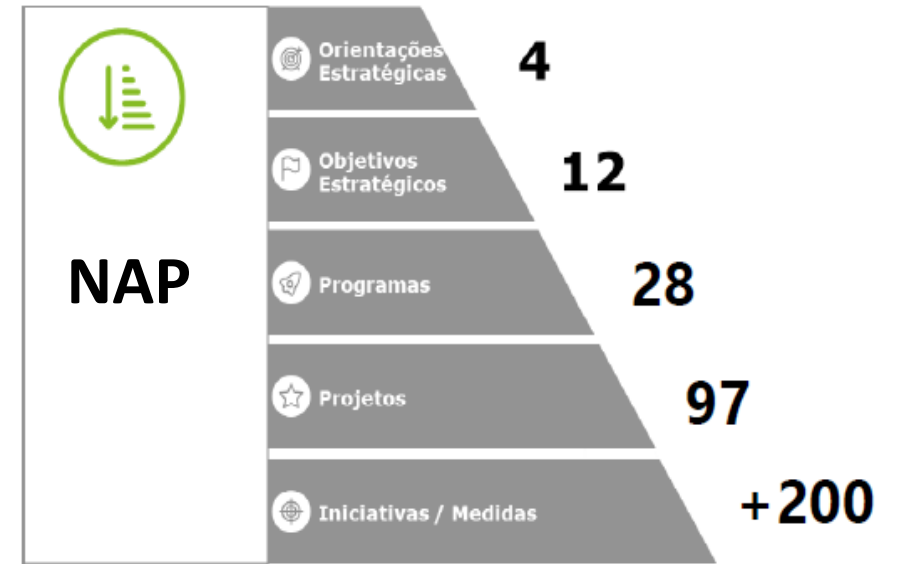 NAP
Orientações
Estratégicas
4
Objetivos
Estratégicos
12
Programas
28
Projetos
97
Iniciativas / Medidas
+200